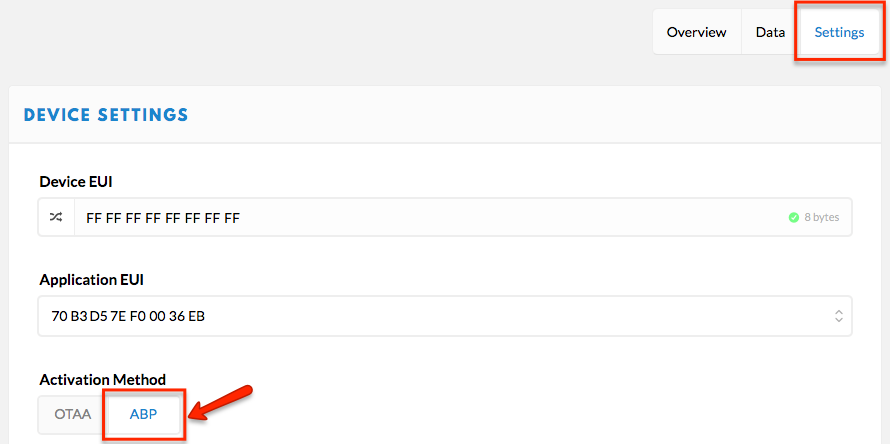 Overview Data Settings
DEVICE SETTINGS
Device EUI
FF FF FF FF FF FF FF FF 8 bytes
Application EUI
70 B3 D5 7E F0 00 36 EB
Activation Method
OTAA ABP